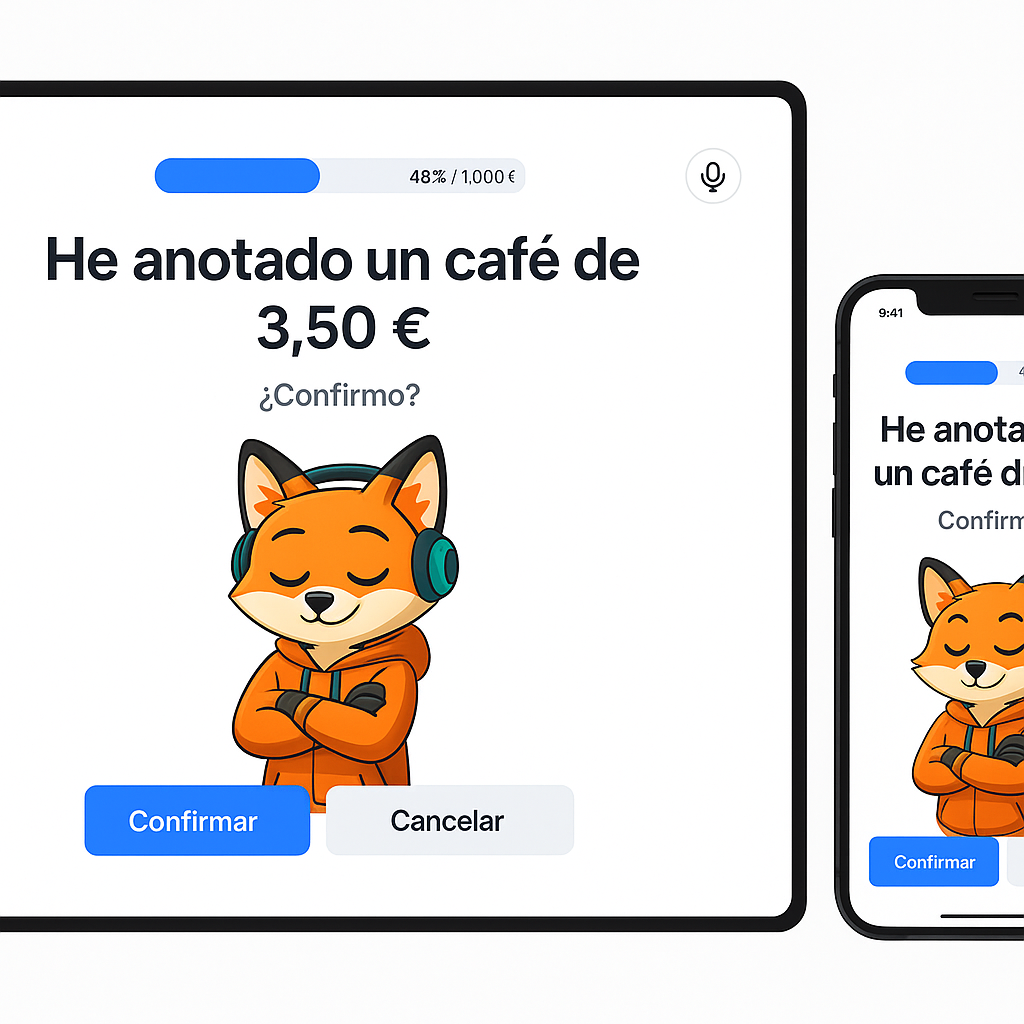 48% / 1,000 €
He anotado un café de
3,50 €
¿Confirmo?
Confirmar
Cancelar
9:41
He anota
un café
Confirm
Confirmar